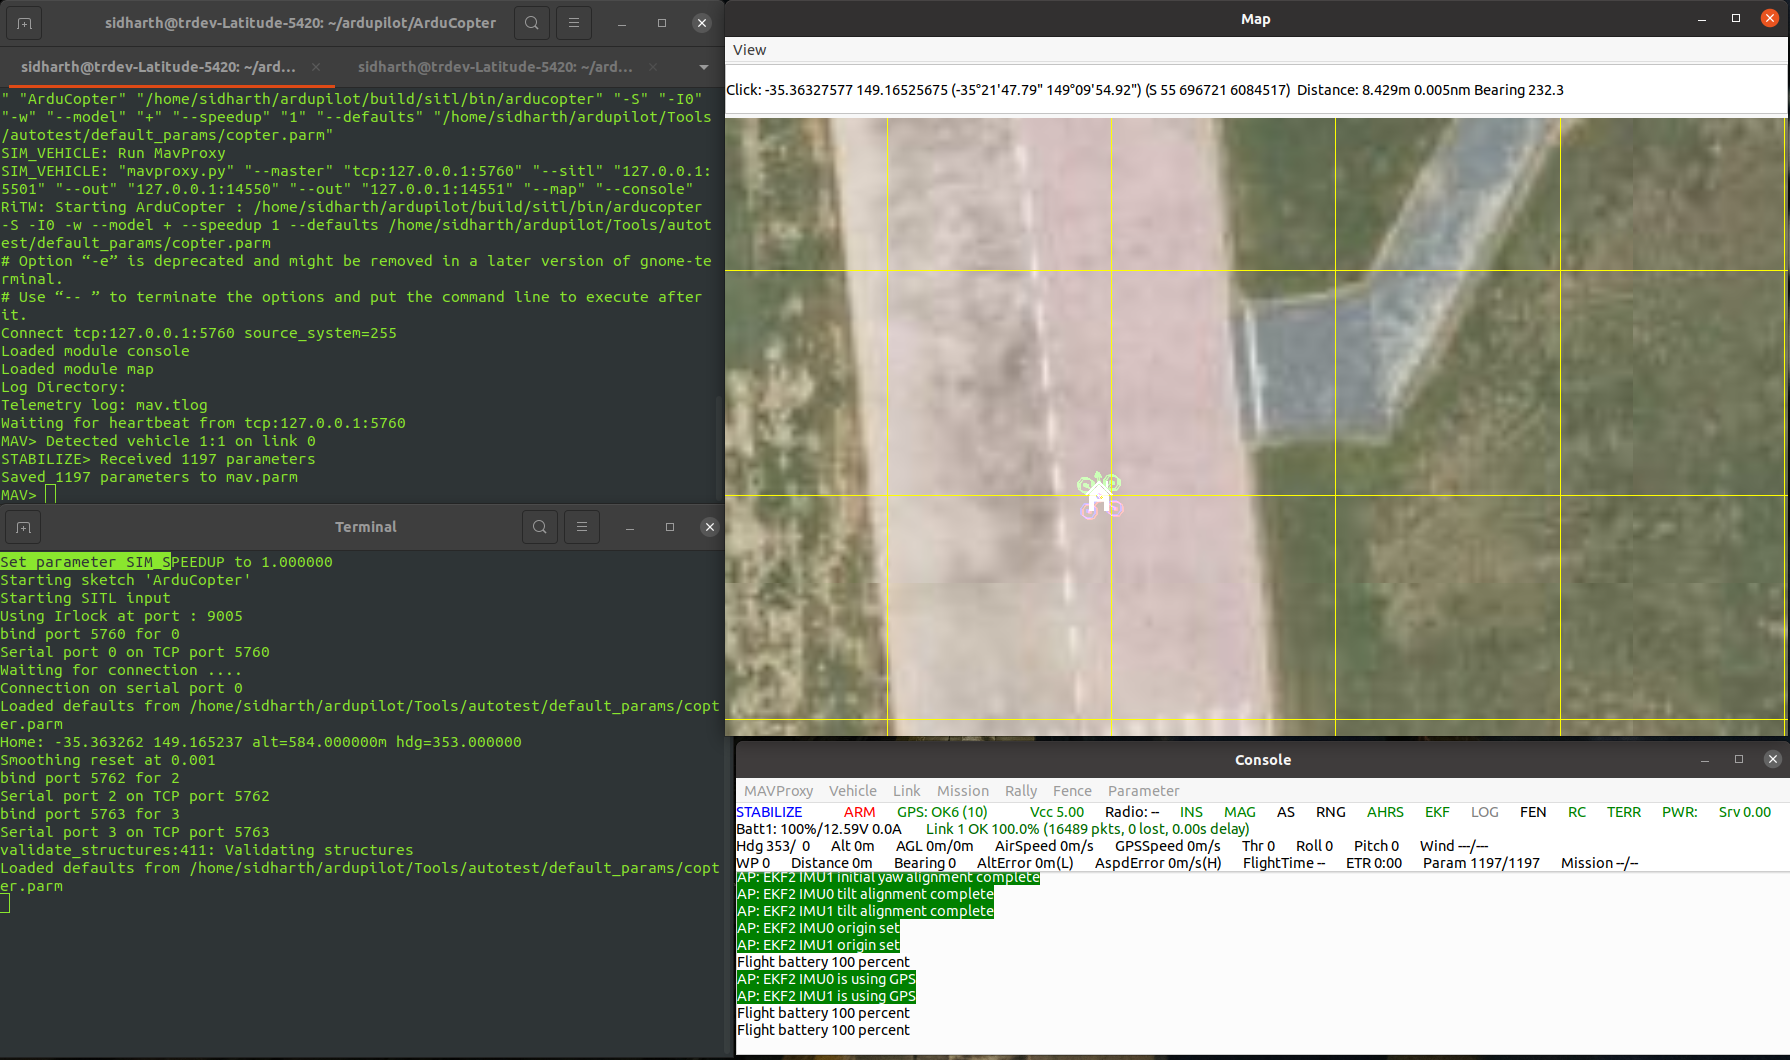 sidharth@trdev-Latitude-5420: ~/ardupilot/ArduCopter
sidharth@trdev-Latitude-5420: ~/ard...
sidharth@trdev-Latitude-5420: ~/ard...
" "ArduCopter" "/home/sidharth/ardupilot/build/sitl/bin/arducopter" "-S" "-I0"
"-w" "--model" "+" "--speedup" "1" "--defaults" "/home/sidharth/ardupilot/Tools
/autotest/default_params/copter.parm"
SIM_VEHICLE: Run MavProxy
SIM_VEHICLE: "mavproxy.py" "--master" "tcp:127.0.0.1:5760" "--sitl" "127.0.0.1:
5501" "--out" "127.0.0.1:14550" "--out" "127.0.0.1:14551" "--map" "--console"
RiTW: Starting ArduCopter : /home/sidharth/ardupilot/build/sitl/bin/arducopter
-S -I0 -w --model + --speedup 1 --defaults /home/sidharth/ardupilot/Tools/autot
est/default_params/copter.parm
# Option “-e” is deprecated and might be removed in a later version of gnome-te
rminal.
# Use “-- ” to terminate the options and put the command line to execute after
it.
Connect tcp:127.0.0.1:5760 source_system=255
Loaded module console
Loaded module map
Log Directory:
Telemetry log: mav.tlog
Waiting for heartbeat from tcp:127.0.0.1:5760
MAV> Detected vehicle 1:1 on link 0
STABILIZE> Received 1197 parameters
Saved 1197 parameters to mav.parm
MAV>
Terminal
Set parameter SIM_SPEEDUP to 1.000000
Starting sketch 'ArduCopter'
Starting SITL input
Using Irlock at port : 9005
bind port 5760 for 0
Serial port 0 on TCP port 5760
Waiting for connection ....
Connection on serial port 0
Loaded defaults from /home/sidharth/ardupilot/Tools/autotest/default_params/copt
er.parm
Home: -35.363262 149.165237 alt=584.000000m hdg=353.000000
Smoothing reset at 0.001
bind port 5762 for 2
Serial port 2 on TCP port 5762
bind port 5763 for 3
Serial port 3 on TCP port 5763
validate_structures:411: Validating structures
Loaded defaults from /home/sidharth/ardupilot/Tools/autotest/default_params/copt
er.parm
Map
View
Click: -35.36327577 149.16525675 (-35°21'47.79" 149°09'54.92") (S 55 696721 6084517)  Distance: 8.429m 0.005nm Bearing 232.3
Console
MAVProxy Vehicle Link Mission Rally Fence Parameter
STABILIZE ARM GPS: OK6 (10) Vcc 5.00 Radio: -- INS MAG AS RNG AHRS EKF LOG FEN RC TERR PWR: Srv 0.00
Batt1: 100%/12.59V 0.0A Link 1 OK 100.0% (16489 pkts, 0 lost, 0.00s delay)
Hdg 353/ 0 Alt 0m AGL 0m/0m AirSpeed 0m/s GPSSpeed 0m/s Thr 0 Roll 0 Pitch 0 Wind ---/---
WP 0 Distance 0m Bearing 0 AltError 0m(L) AspdError 0m/s(H) FlightTime -- ETR 0:00 Param 1197/1197 Mission --/--
AP: EKF2 IMU1 initial yaw alignment complete
AP: EKF2 IMU0 tilt alignment complete
AP: EKF2 IMU1 tilt alignment complete
AP: EKF2 IMU0 origin set
AP: EKF2 IMU1 origin set
Flight battery 100 percent
AP: EKF2 IMU0 is using GPS
AP: EKF2 IMU1 is using GPS
Flight battery 100 percent
Flight battery 100 percent